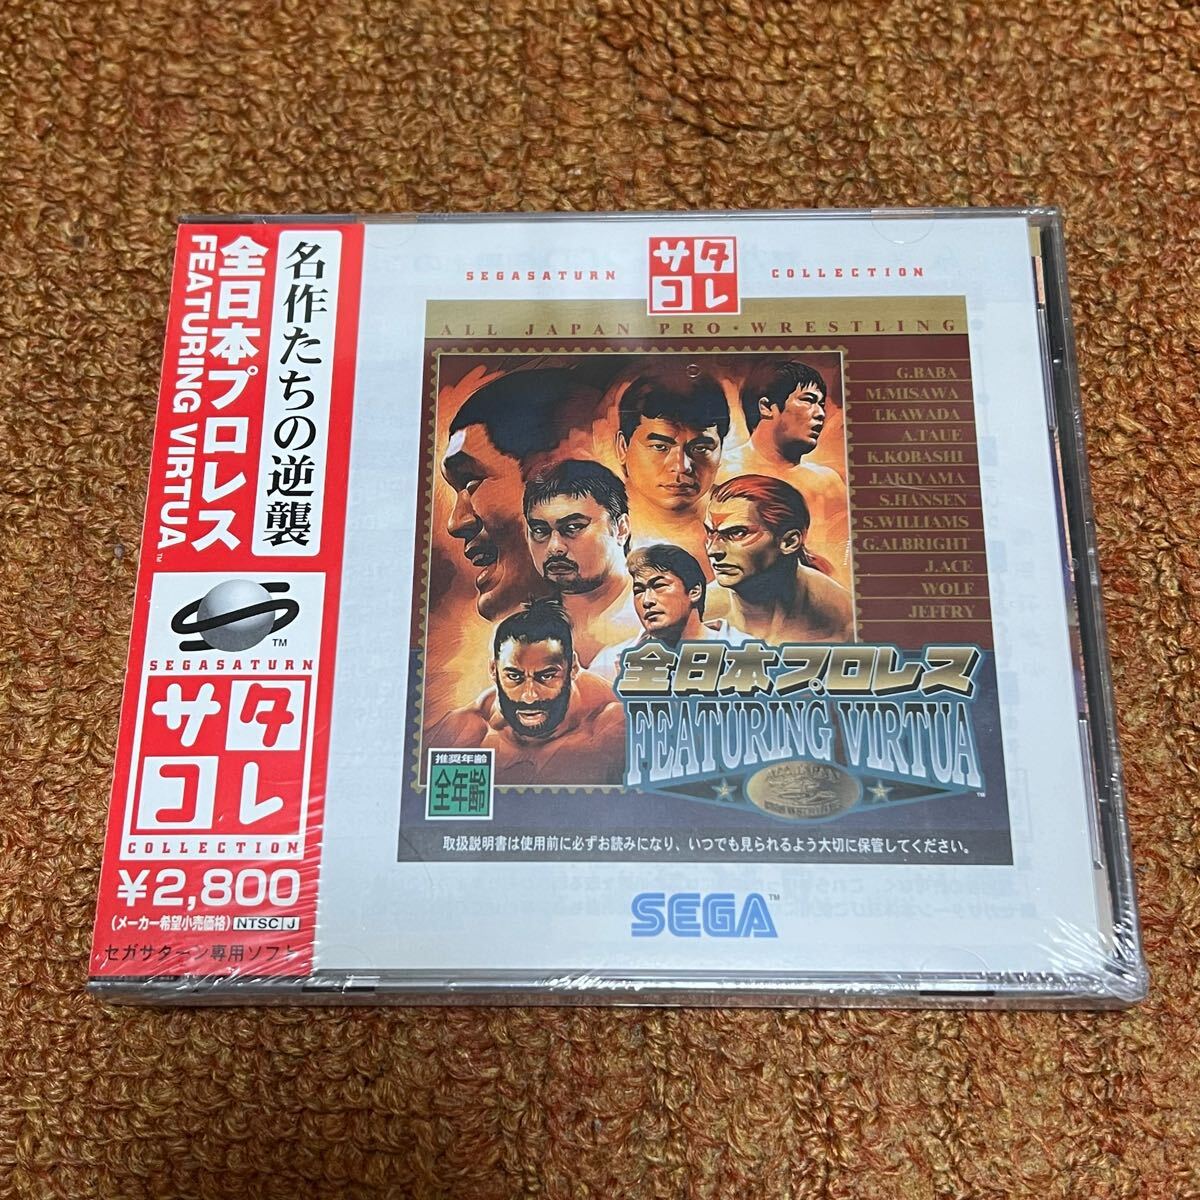 名作たちの逆襲
全日本プロレス
FEATURING VIRTUA™
TM
SEGASATURN
サタ
コレ
COLLECTION
¥2,800
(メーカー希望小売価格) NTSC J
セガサターン専用ソフト
SEGASATURN サタ COLLECTION
コレ
ALL JAPAN PRO・WRESTLING
G.BABA
M.MISAWA
T.KAWADA
A.TAUE
K.KOBASHI
J.AKIYAMA
S.HANSEN
S.WILLIAMS
G.ALBRIGHT
J.ACE
WOLF
JEFFRY
全日本プロレス
FEATURING VIRTUA
TM
ALL JAPAN
推奨年齢
全年齢
取扱説明書は使用前に必ずお読みになり、いつでも見られるよう大切に保管してください。
SEGA™